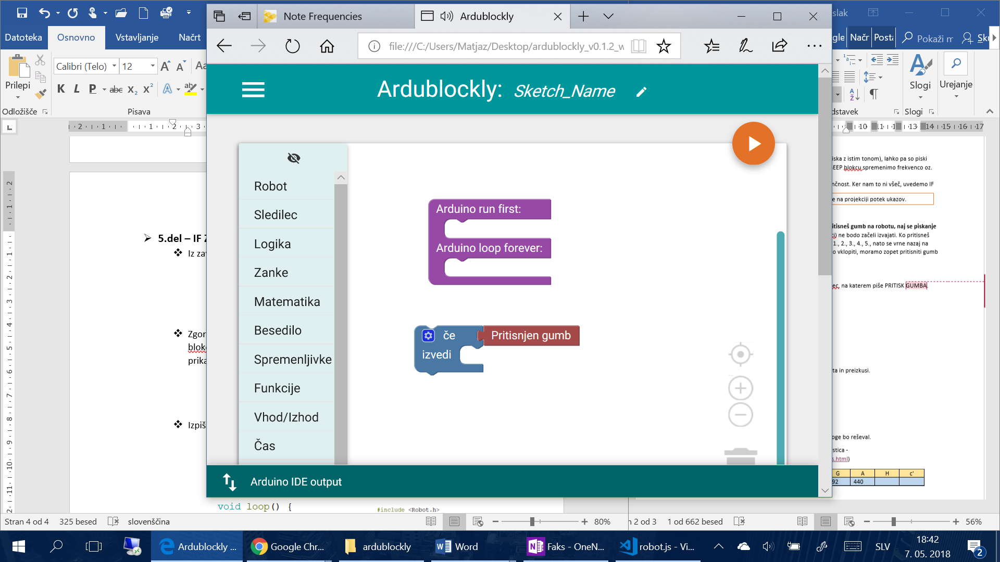 Note Frequencies
Ardublockly
slak
Datoteka
Osnovno
Vstavljanje
Načrt
gle
Načr
Posta
Pokaži m
file:///C:/Users/Matjaz/Desktop/ardublockly_v0.1.2_w
Calibri (Telo)
12
Aa
Prilepi
K L P abc X2 X2 A ab
Slogi
Urejanje
Odložišče
Pisava
dstavek
Slogi
Ardublockly: Sketch_Name
Robot
Sledilec
Logika
Zanke
Matematika
Besedilo
Spremenljivke
Funkcije
Vhod/Izhod
Čas
Arduino run first:
Arduino loop forever:
če
Pritisnjen gumb
izvedi
Arduino IDE output
5.del – IF Z
Iz zav
Zgor
bloko
prika
Izpiš
void loop() {
#include <Robot.h>
iska z istim tonom), lahko pa so piski
EEP blokcu spremenimo frekvenco oz.
nčnost. Ker nam to ni všeč, uvedemo IF
e na projekciji potek ukazov.
itisneš gumb na robotu, naj se piskanje
i) ne bodo začeli izvajati. Ko pritisneš
1., 2., 3., 4., 5., nato se vrne nazaj na
o vklopiti, moramo zopet pritisniti gumb
ec, na katerem piše PRITISK GUMBA.
ta in preizkusi.
oge bo reševal.
stica -
s.html)
G A H c'
92 440
Stran 4 od 4
325 besed
slovenščina
80%
n 2 od 3
1 od 662 besed
56%
Ardublockly ...
Google Chr...
ardublockly
Word
Faks - OneN...
robot.js - Vi...
SLV
18:42
7. 05. 2018
2